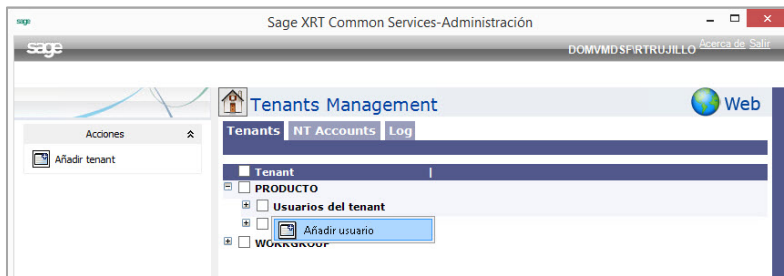 sage
Sage XRT Common Services-Administración
sage
DOMVMDSF\RTRUJILLO Acerca de Salir
Tenants Management
Web
Acciones
Añadir tenant
Tenants NT Accounts Log
Tenant
PRODUCTO
Usuarios del tenant
Añadir usuario
WORKGROUP